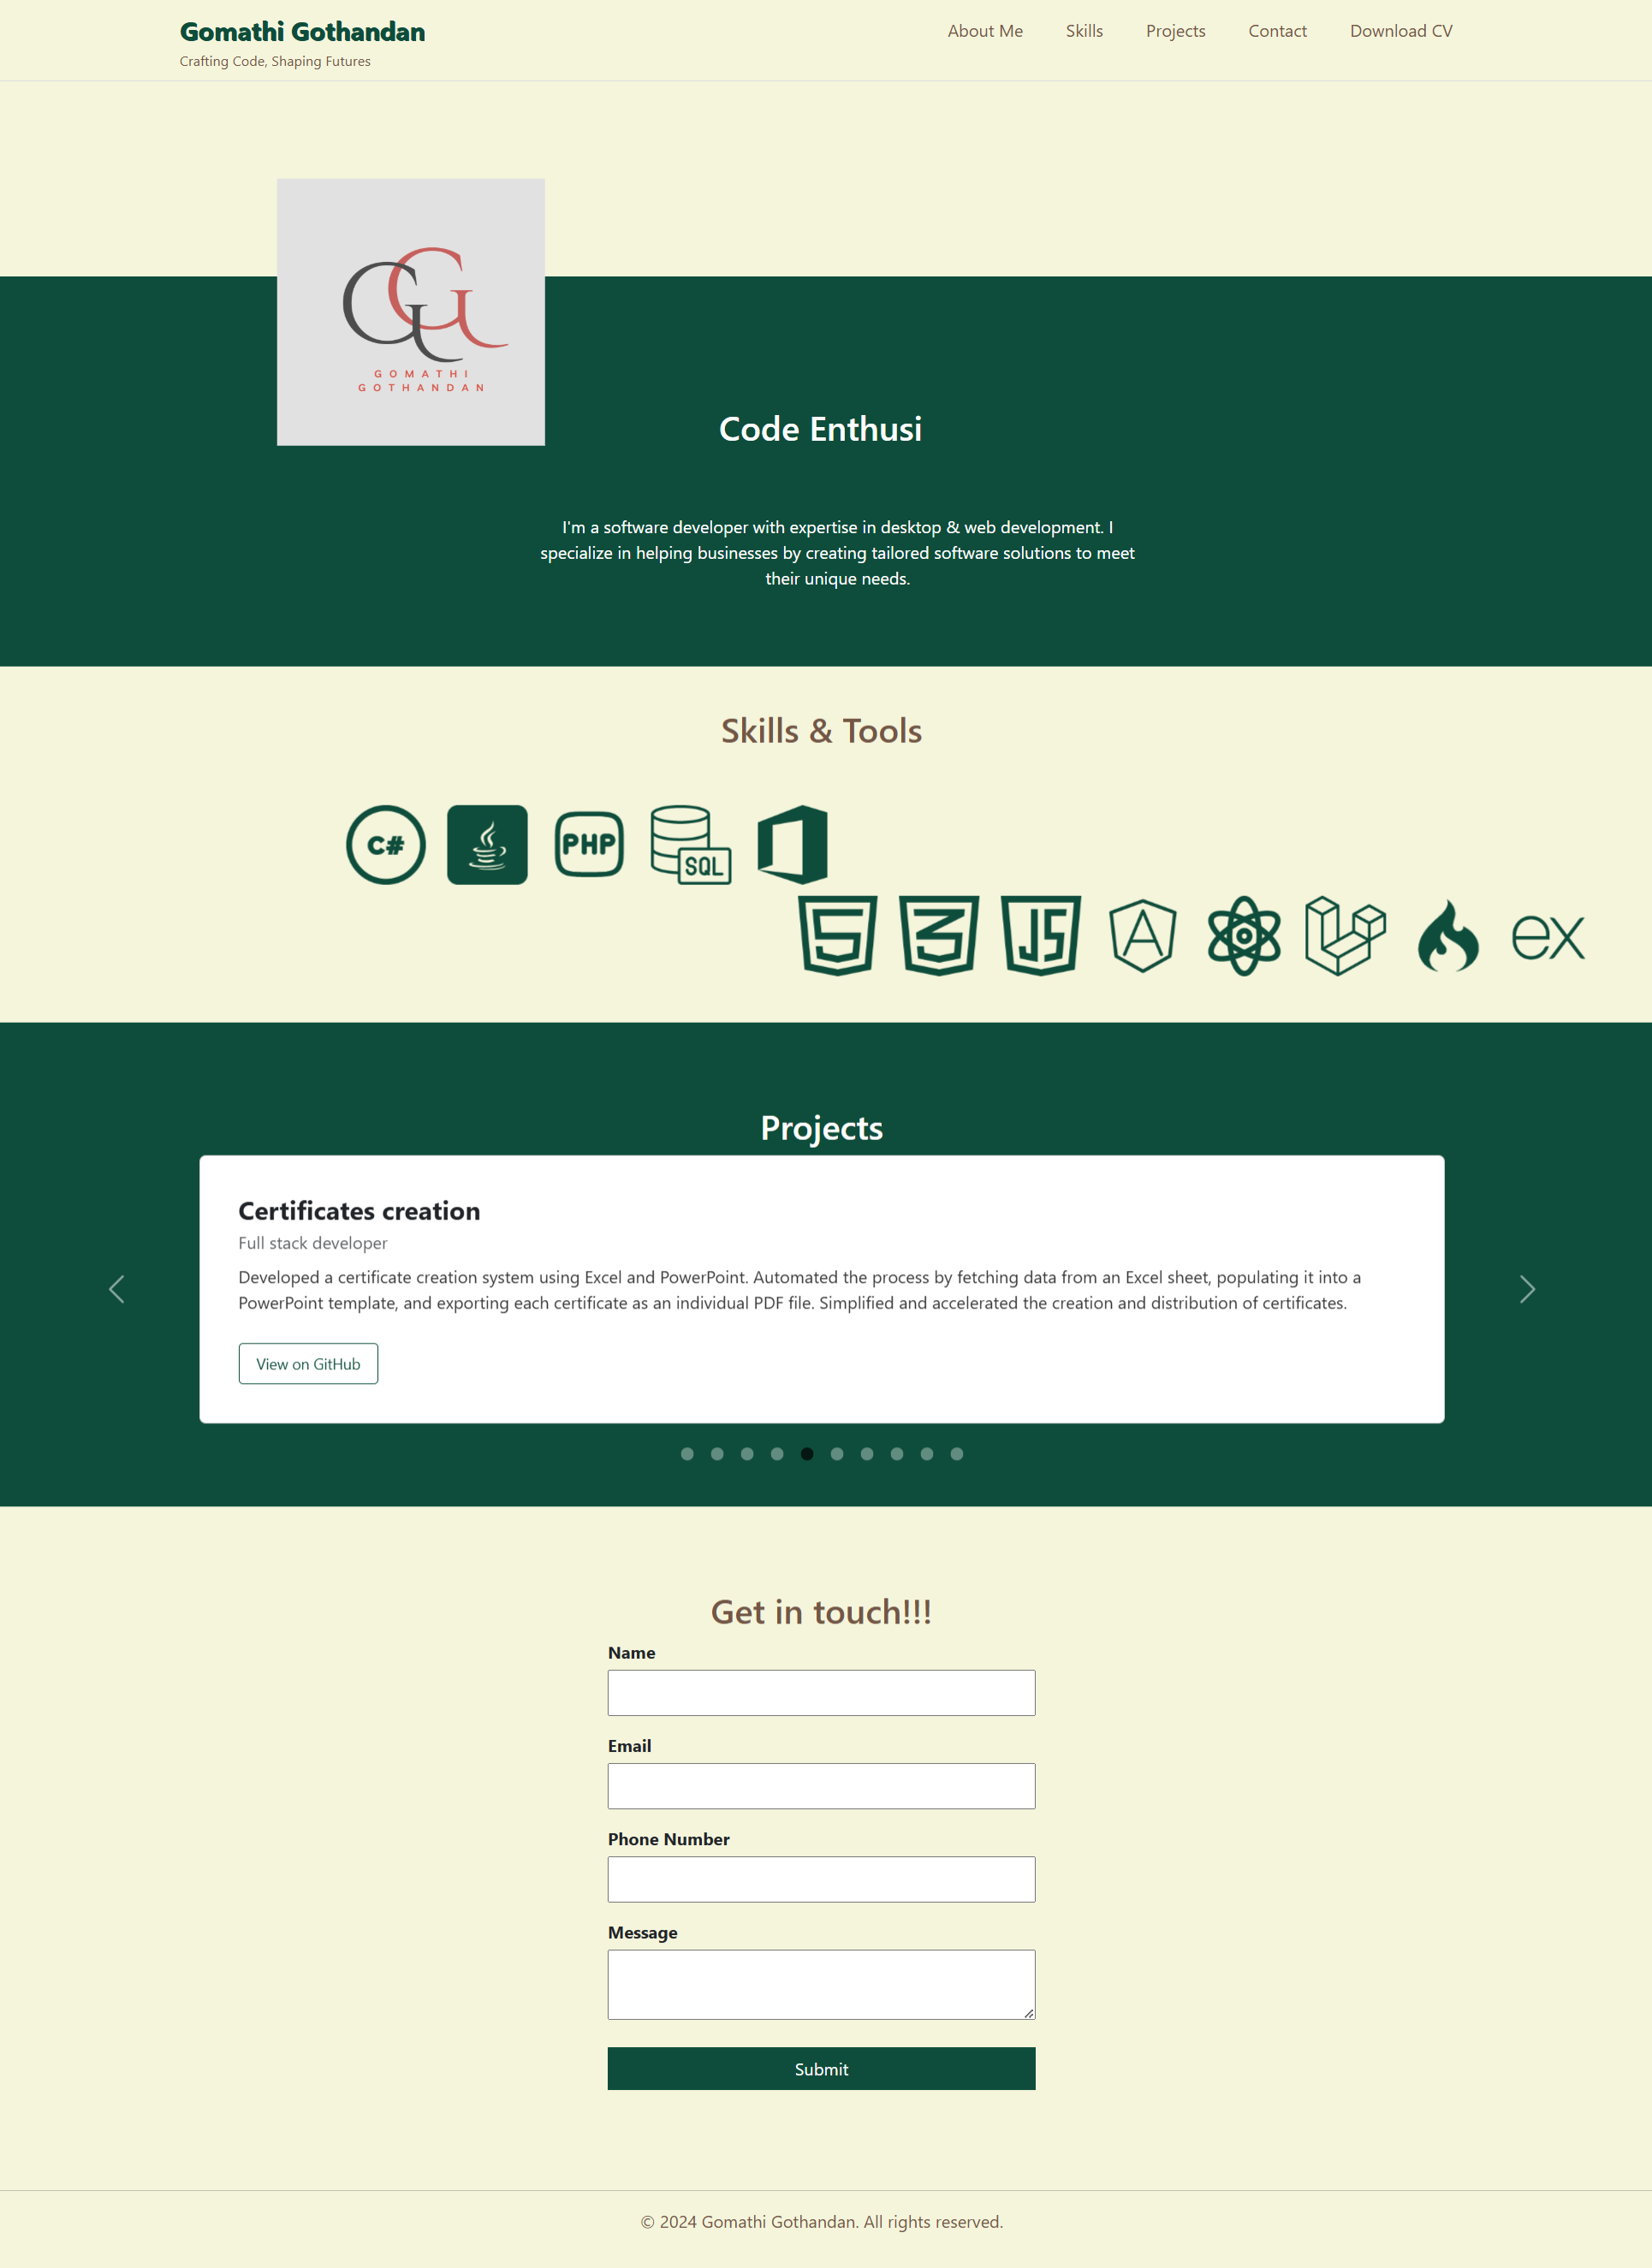 Gomathi Gothandan
Crafting Code, Shaping Futures
About Me
Skills
Projects
Contact
Download CV
GG
GOMATHI
GOTHANDAN
Code Enthusi
I'm a software developer with expertise in desktop & web development. I
specialize in helping businesses by creating tailored software solutions to meet
their unique needs.
Skills & Tools
C#
PHP
SQL
5
3
JS
A
ex
Projects
Certificates creation
Full stack developer
Developed a certificate creation system using Excel and PowerPoint. Automated the process by fetching data from an Excel sheet, populating it into a
PowerPoint template, and exporting each certificate as an individual PDF file. Simplified and accelerated the creation and distribution of certificates.
View on GitHub
Get in touch!!!
Name
Email
Phone Number
Message
Submit
© 2024 Gomathi Gothandan. All rights reserved.